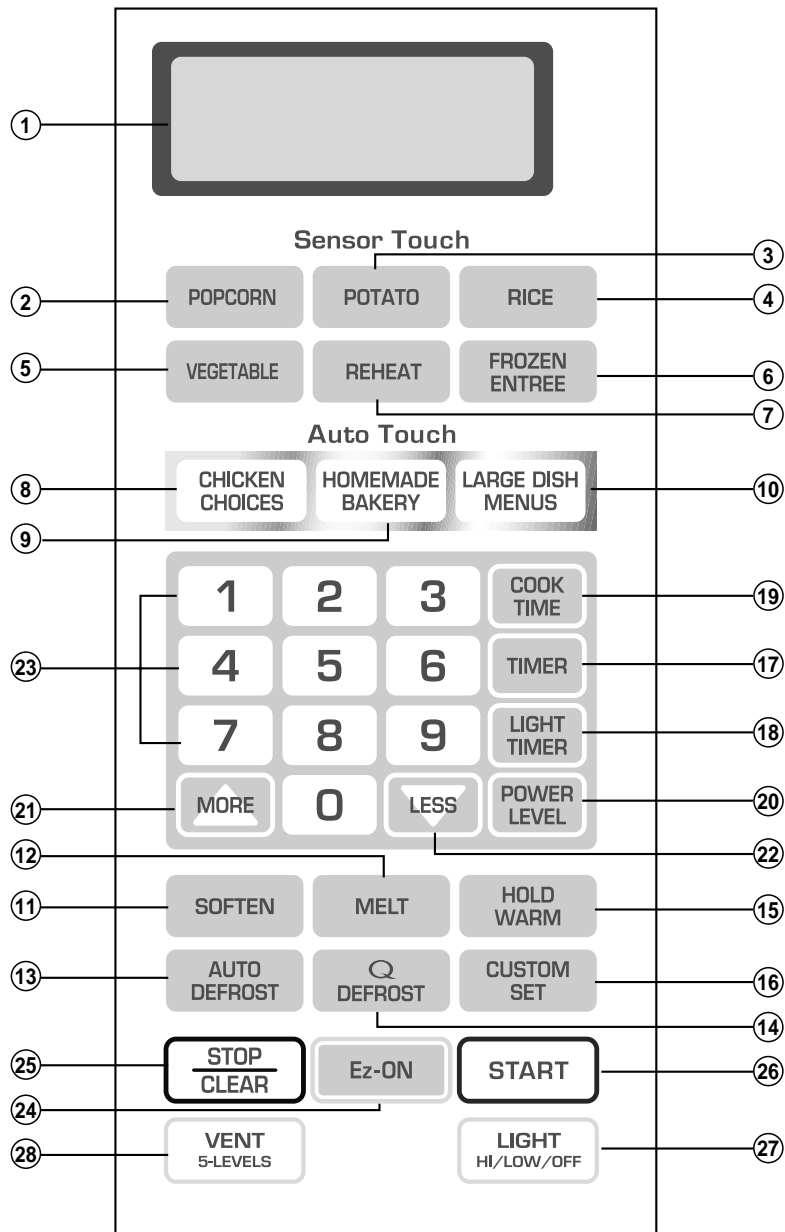 1
Sensor Touch
3
2
POPCORN
POTATO
RICE
4
5
VEGETABLE
REHEAT
FROZEN
ENTREE
6
7
Auto Touch
8
CHICKEN
CHOICES
HOMEMADE
BAKERY
LARGE DISH
MENUS
10
9
1
2
3
COOK
TIME
19
23
4
5
6
TIMER
17
7
8
9
LIGHT
TIMER
18
21
MORE
0
LESS
POWER
LEVEL
20
12
22
11
SOFTEN
MELT
HOLD
WARM
15
13
AUTO
DEFROST
Q
DEFROST
CUSTOM
SET
16
14
25
STOP
CLEAR
Ez-ON
START
26
24
28
VENT
5-LEVELS
LIGHT
HI/LOW/OFF
27